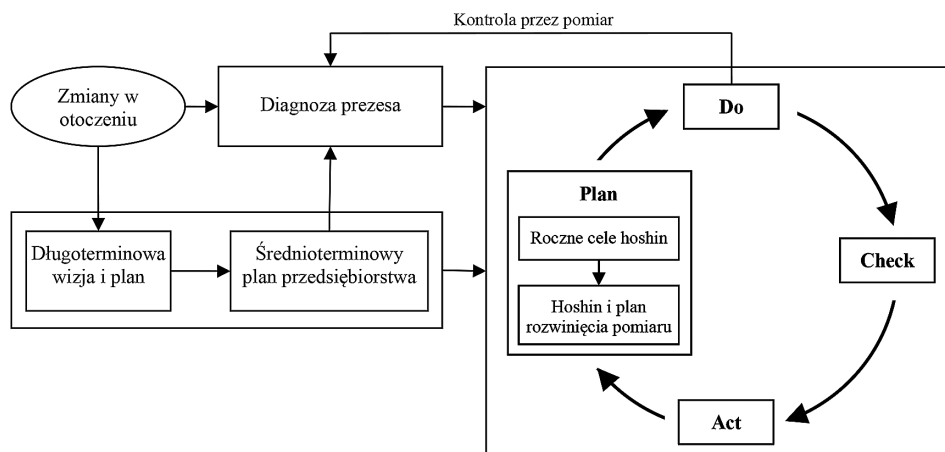 Kontrola przez pomiar
Zmiany w
otoczeniu
Diagnoza prezesa
Do
Plan
Roczne cele hoshin
Hoshin i plan
rozwinięcia pomiaru
Długoterminowa
wizja i plan
Średnioterminowy
plan przedsiębiorstwa
Check
Act